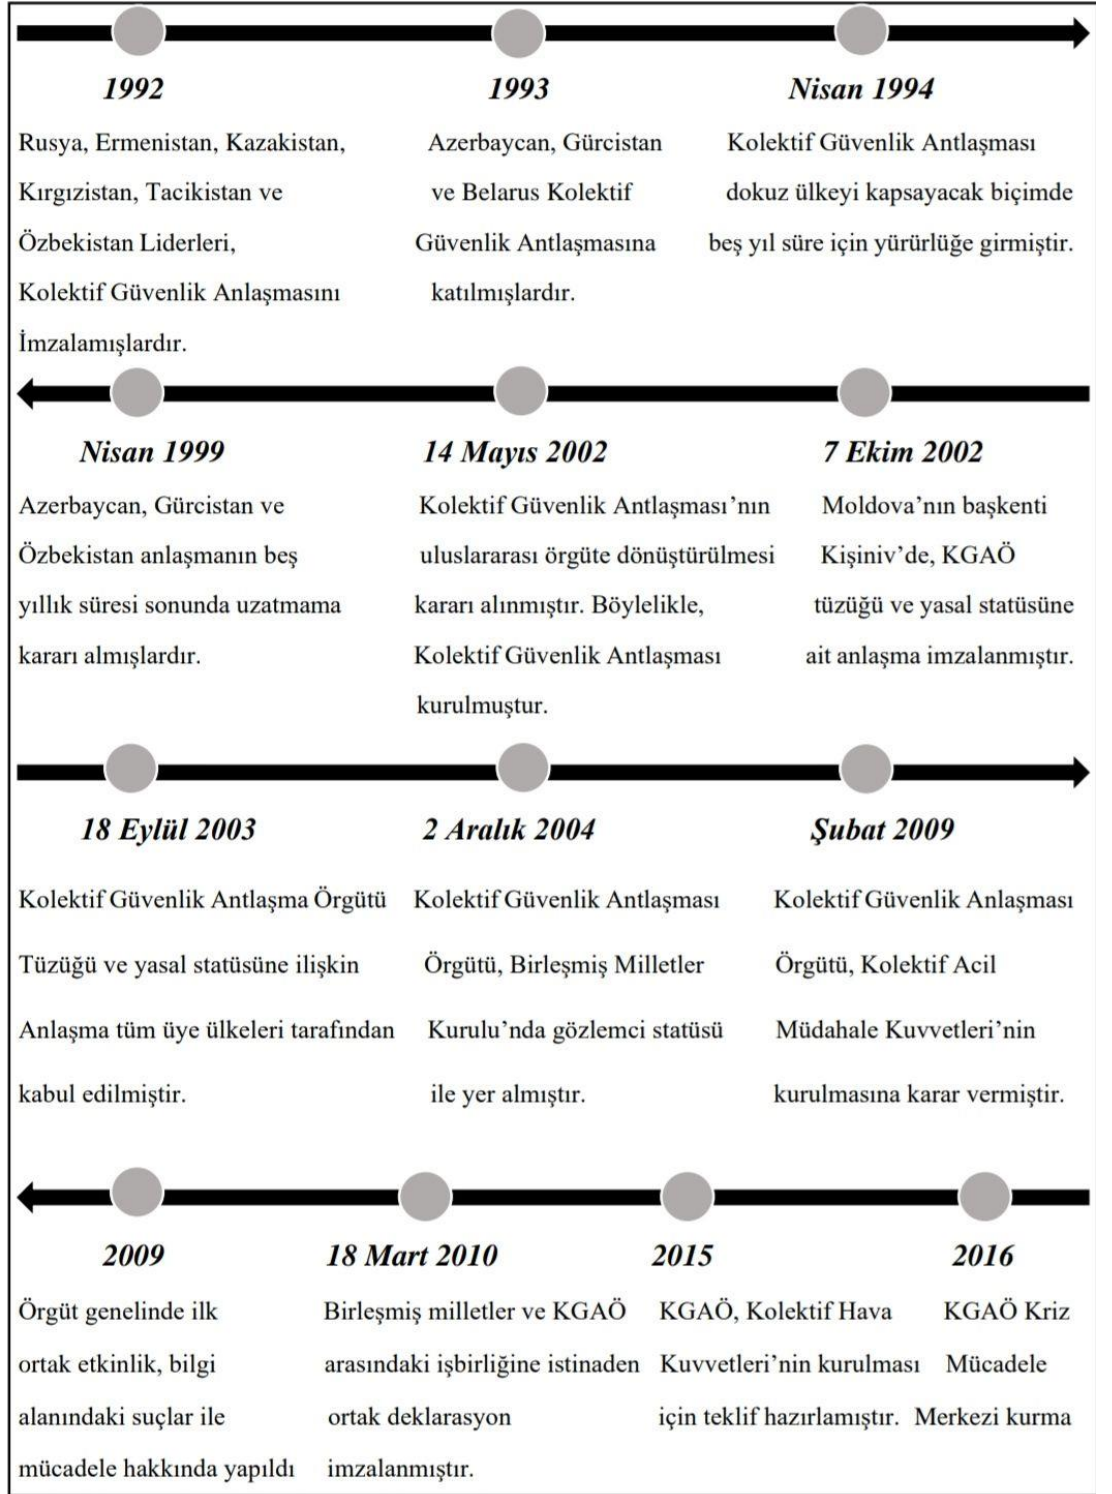 1992
Rusya, Ermenistan, Kazakistan,
Kırgızistan, Tacikistan ve
Özbekistan Liderleri,
Kolektif Güvenlik Anlaşmasını
İmzalamışlardır.
1993
Azerbaycan, Gürcistan
ve Belarus Kolektif
Güvenlik Antlaşmasına
katılmışlardır.
Nisan 1994
Kolektif Güvenlik Antlaşması
dokuz ülkeyi kapsayacak biçimde
beş yıl süre için yürürlüğe girmiştir.
Nisan 1999
Azerbaycan, Gürcistan ve
Özbekistan anlaşmanın beş
yıllık süresi sonunda uzatmama
kararı almışlardır.
14 Mayıs 2002
Kolektif Güvenlik Antlaşması’nın
uluslararası örgüte dönüştürülmesi
kararı alınmıştır. Böylelikle,
Kolektif Güvenlik Antlaşması
kurulmuştur.
7 Ekim 2002
Moldova’nın başkenti
Kişiniv’de, KGAÖ
tüzüğü ve yasal statüsüne
ait anlaşma imzalanmıştır.
18 Eylül 2003
Kolektif Güvenlik Antlaşma Örgütü
Tüzüğü ve yasal statüsüne ilişkin
Anlaşma tüm üye ülkeleri tarafından
kabul edilmiştir.
2 Aralık 2004
Kolektif Güvenlik Antlaşması
Örgütü, Birleşmiş Milletler
Kurulu’nda gözlemci statüsü
ile yer almıştır.
Şubat 2009
Kolektif Güvenlik Anlaşması
Örgütü, Kolektif Acil
Müdahale Kuvvetleri’nin
kurulmasına karar vermiştir.
2009
Örgüt genelinde ilk
ortak etkinlik, bilgi
alanındaki suçlar ile
mücadele hakkında yapıldı
18 Mart 2010
Birleşmiş milletler ve KGAÖ
arasındaki işbirliğine istinaden
ortak deklarasyon
imzalanmıştır.
2015
KGAÖ, Kolektif Hava
Kuvvetleri’nin kurulması
için teklif hazırlamıştır.
2016
KGAÖ Kriz
Mücadele
Merkezi kurma